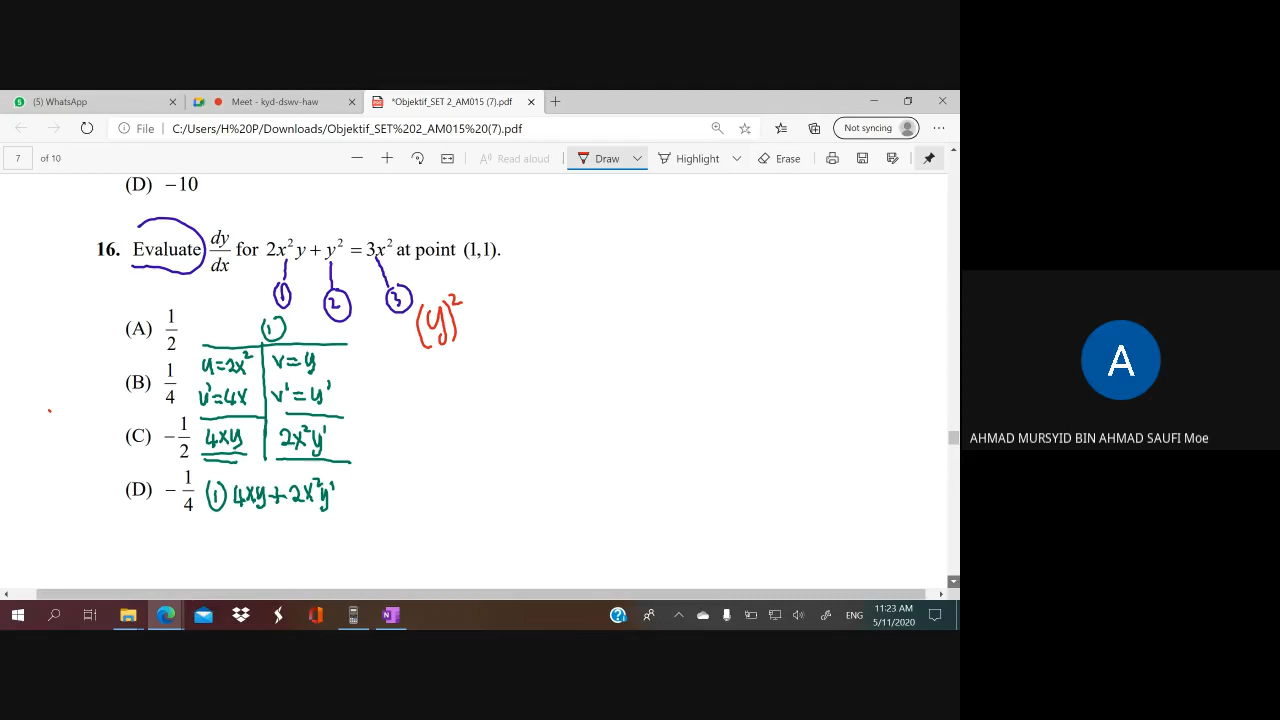 (5) WhatsApp
Meet - kyd-dswv-haw
*Objektif_SET 2_AM015 (7).pdf
File
C:/Users/H%20P/Downloads/Objektif_SET%202_AM015%20(7).pdf
Not syncing
7 of 10
Read aloud
Draw
Highlight
Erase
(D) −10
16. Evaluate dy/dx for 2x²y + y² = 3x² at point (1,1).
① ② ③ (y)²
(A) 1/2
(1)
u=2x² v=y
(B) 1/4
u'=4x v'=y'
(C) −1/2
4xy 2x²y'
(D) −1/4
(1) 4xy+2x²y'
A
AHMAD MURSYID BIN AHMAD SAUFI Moe
ENG
11:23 AM
5/11/2020